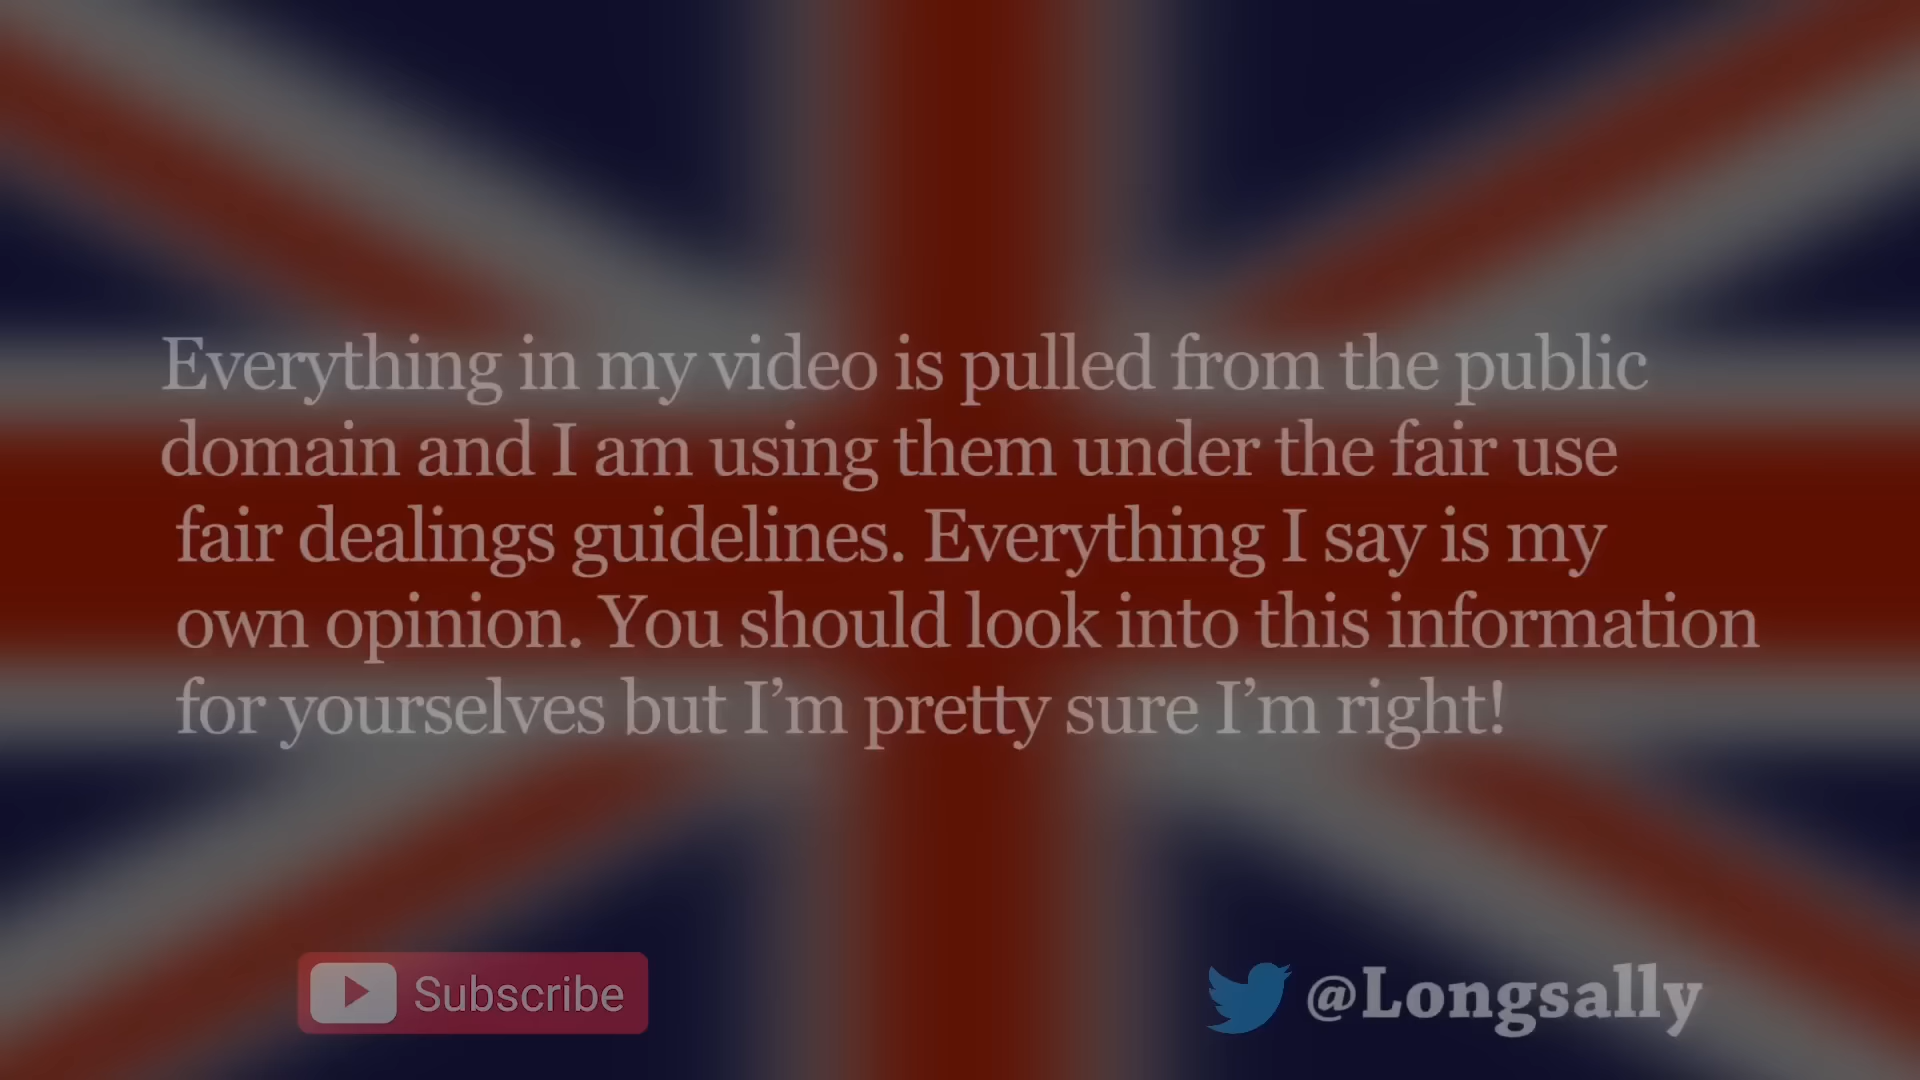 Everything in my video is pulled from the public
domain and I am using them under the fair use
fair dealings guidelines. Everything I say is my
own opinion. You should look into this information
for yourselves but I’m pretty sure I’m right!
Subscribe
@Longsally